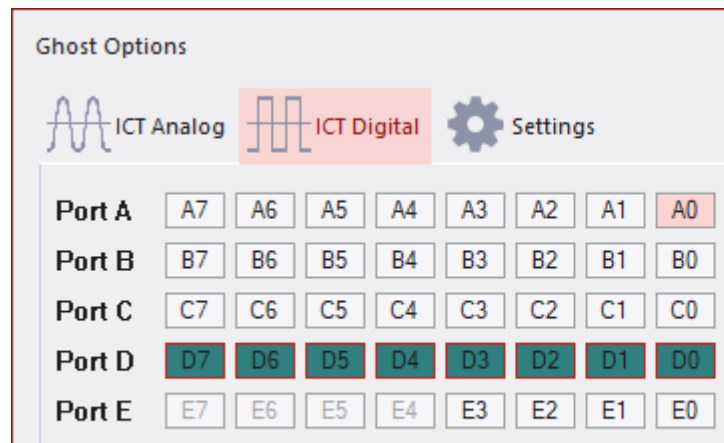 Ghost Options
ICT Analog ICT Digital Settings
Port A A7 A6 A5 A4 A3 A2 A1 A0
Port B B7 B6 B5 B4 B3 B2 B1 B0
Port C C7 C6 C5 C4 C3 C2 C1 C0
Port D D7 D6 D5 D4 D3 D2 D1 D0
Port E E7 E6 E5 E4 E3 E2 E1 E0